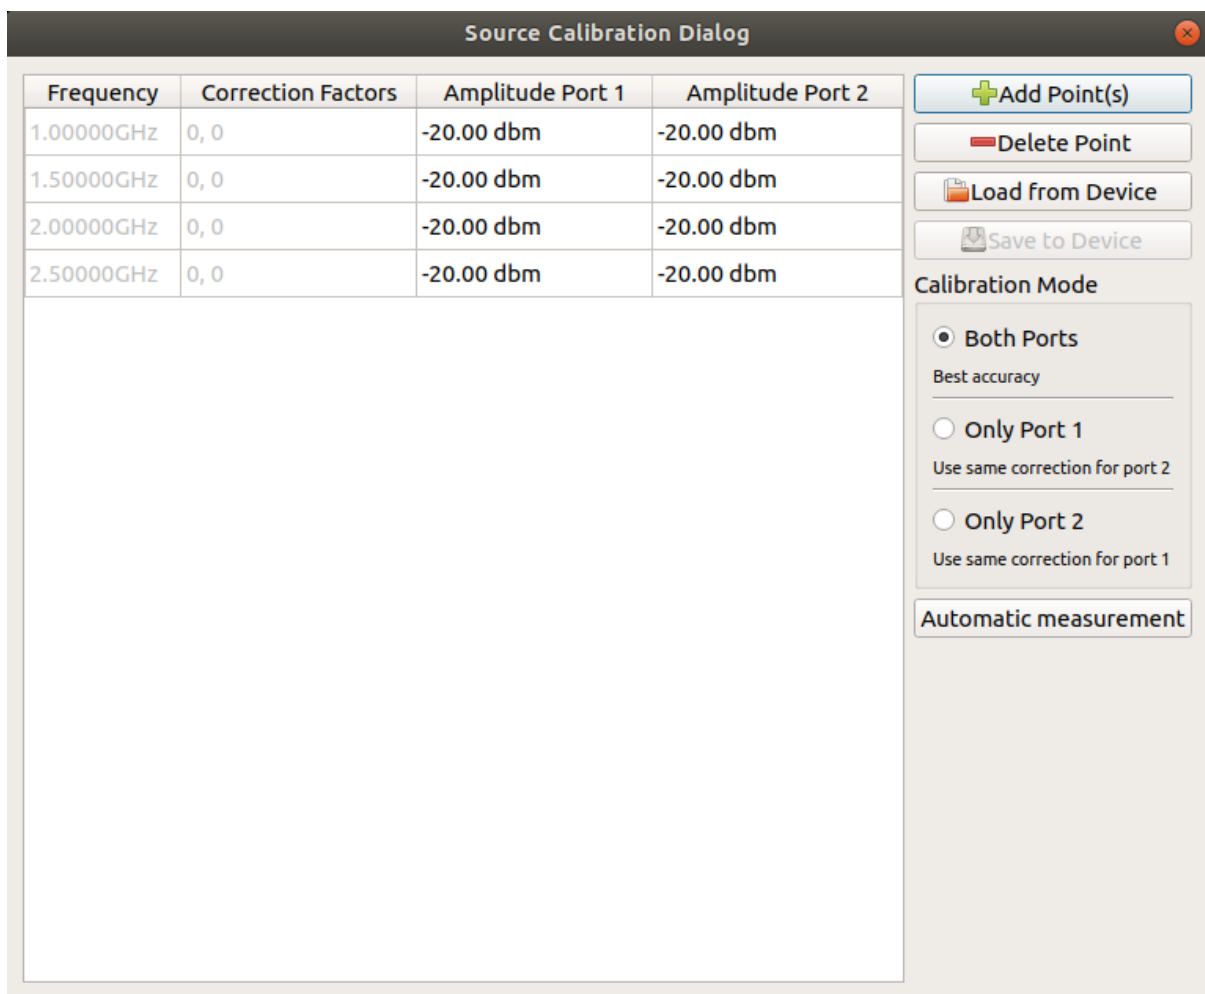 Source Calibration Dialog
Frequency Correction Factors Amplitude Port 1 Amplitude Port 2
1.00000GHz 0, 0 -20.00 dbm -20.00 dbm
1.50000GHz 0, 0 -20.00 dbm -20.00 dbm
2.00000GHz 0, 0 -20.00 dbm -20.00 dbm
2.50000GHz 0, 0 -20.00 dbm -20.00 dbm
Add Point(s)
Delete Point
Load from Device
Save to Device
Calibration Mode
Both Ports
Best accuracy
Only Port 1
Use same correction for port 2
Only Port 2
Use same correction for port 1
Automatic measurement